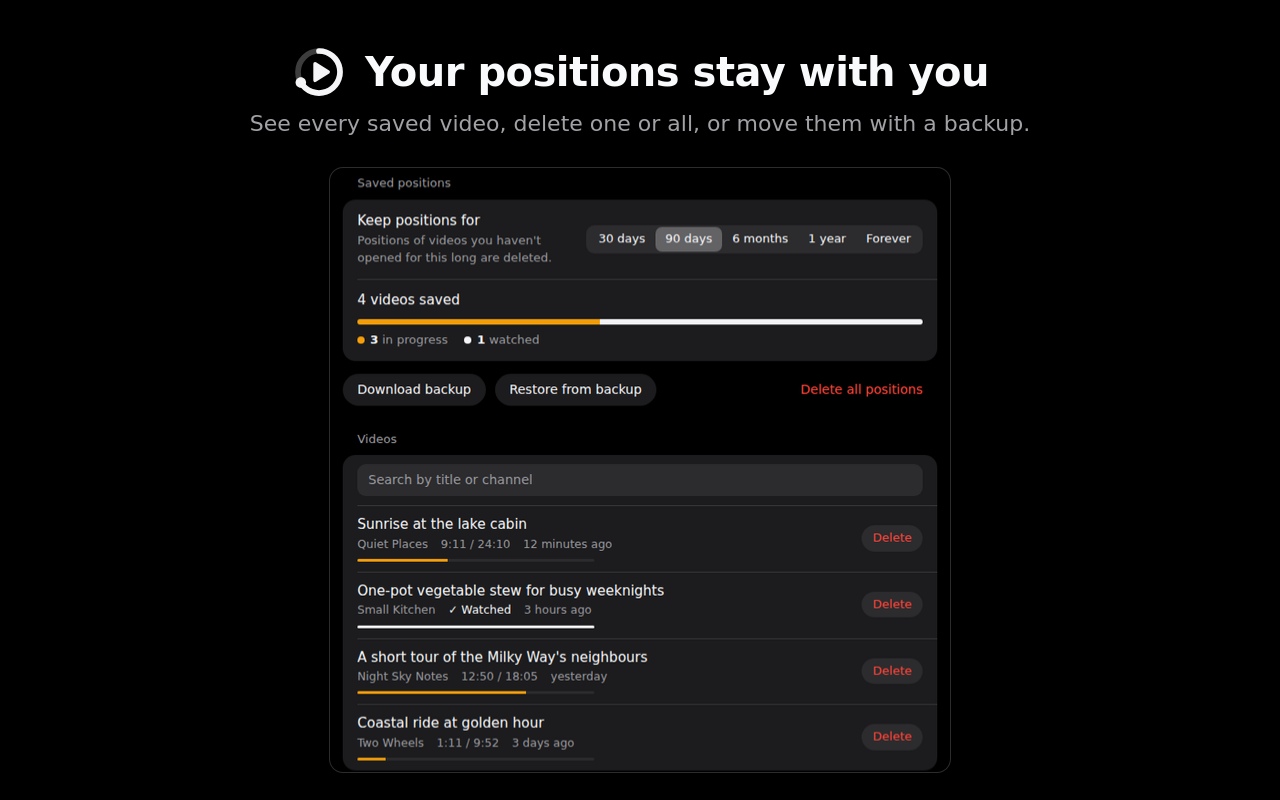 Your positions stay with you
See every saved video, delete one or all, or move them with a backup.
Saved positions
Keep positions for
Positions of videos you haven't
opened for this long are deleted.
30 days 90 days 6 months 1 year Forever
4 videos saved
3 in progress 1 watched
Download backup Restore from backup Delete all positions
Videos
Search by title or channel
Sunrise at the lake cabin
Quiet Places 9:11 / 24:10 12 minutes ago
Delete
One-pot vegetable stew for busy weeknights
Small Kitchen ✓ Watched 3 hours ago
Delete
A short tour of the Milky Way's neighbours
Night Sky Notes 12:50 / 18:05 yesterday
Delete
Coastal ride at golden hour
Two Wheels 1:11 / 9:52 3 days ago
Delete